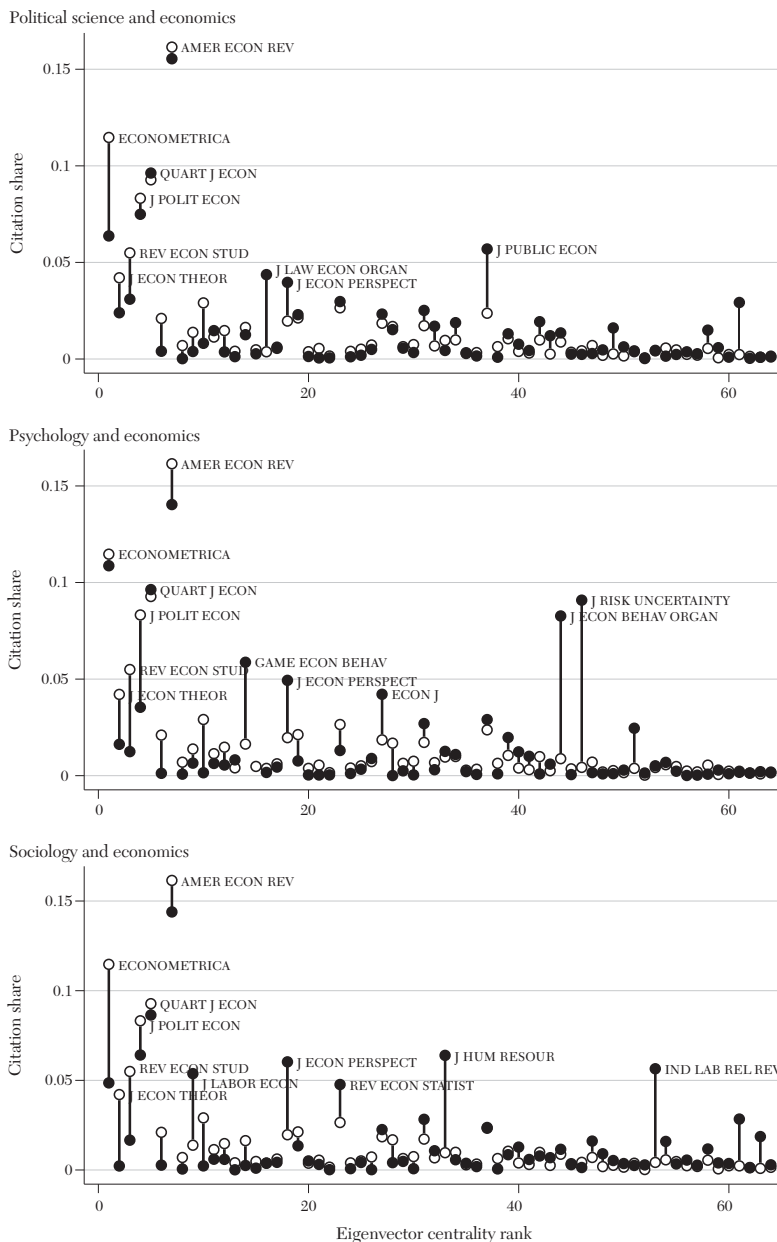 Political science and economics
AMER ECON REV
0.15
ECONOMETRICA
0.1
QUART J ECON
J POLIT ECON
Citation share
REV ECON STUD
J PUBLIC ECON
0.05
J LAW ECON ORGAN
J ECON THEOR
J ECON PERSPECT
0
0 20 40 60
Psychology and economics
AMER ECON REV
0.15
ECONOMETRICA
0.1
QUART J ECON
J RISK UNCERTAINTY
J POLIT ECON
J ECON BEHAV ORGAN
Citation share
GAME ECON BEHAV
REV ECON STUD
J ECON PERSPECT
0.05
J ECON THEOR
ECON J
0
0 20 40 60
Sociology and economics
AMER ECON REV
0.15
ECONOMETRICA
0.1
QUART J ECON
J POLIT ECON
Citation share
J HUM RESOUR
J ECON PERSPECT
REV ECON STUD
IND LAB REL REV
0.05
J LABOR ECON
REV ECON STATIST
J ECON THEOR
0
0 20 40 60
Eigenvector centrality rank